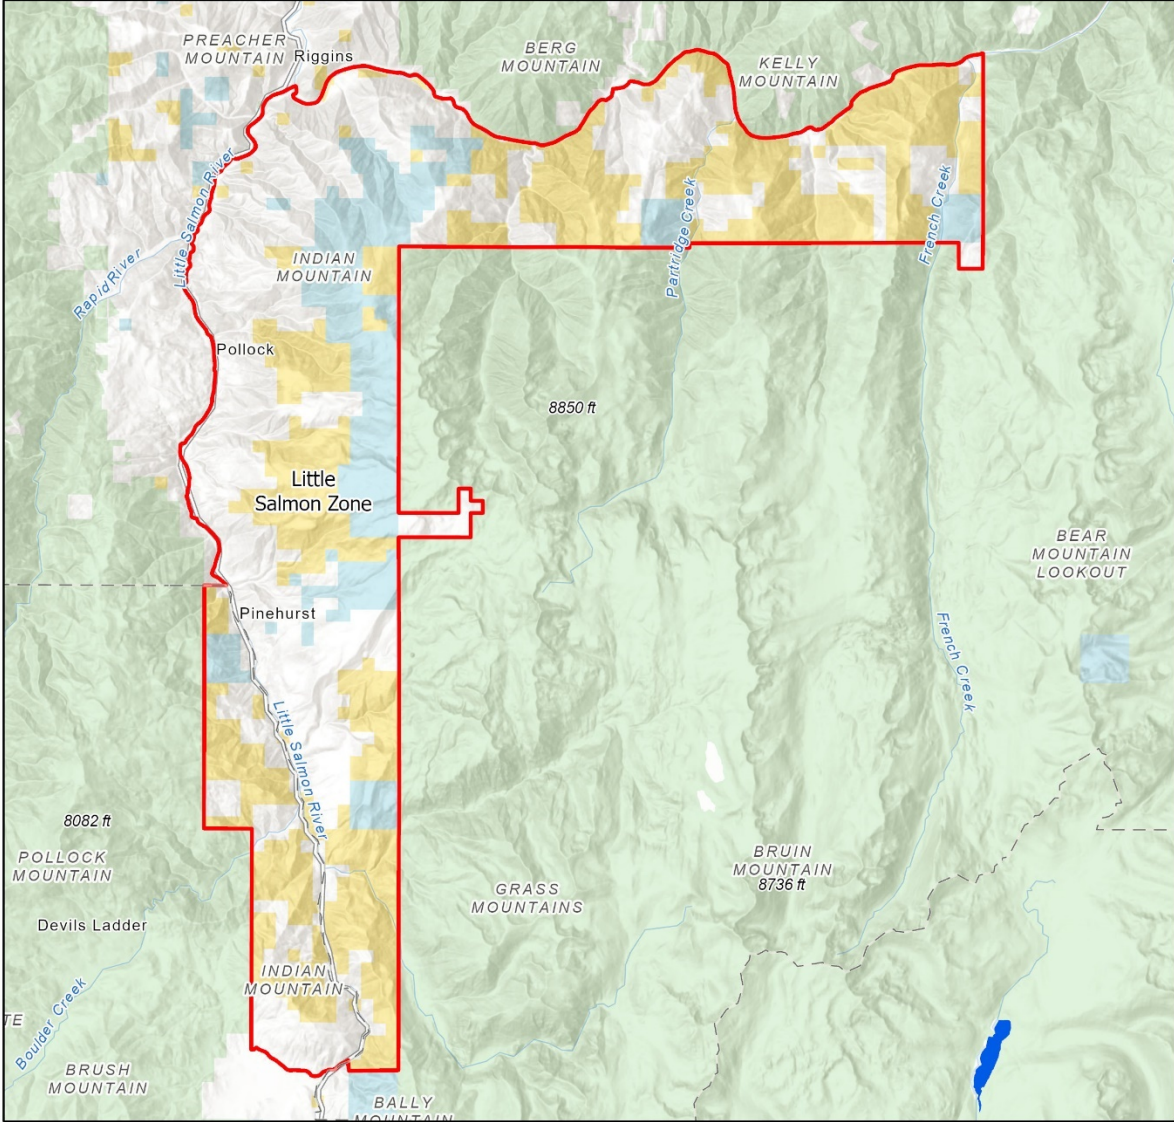 PREACHER
MOUNTAIN
Riggins
BERG
MOUNTAIN
KELLY
MOUNTAIN
Little Salmon River
Rapid River
INDIAN
MOUNTAIN
Partridge Creek
French Creek
Pollock
8850 ft
Little
Salmon Zone
BEAR
MOUNTAIN
LOOKOUT
Pinehurst
French Creek
Little Salmon River
8082 ft
POLLOCK
MOUNTAIN
BRUIN
MOUNTAIN
8736 ft
GRASS
MOUNTAINS
Devils Ladder
INDIAN
MOUNTAIN
TE
Boulder Creek
BRUSH
MOUNTAIN
BALLY
MOUNTAIN